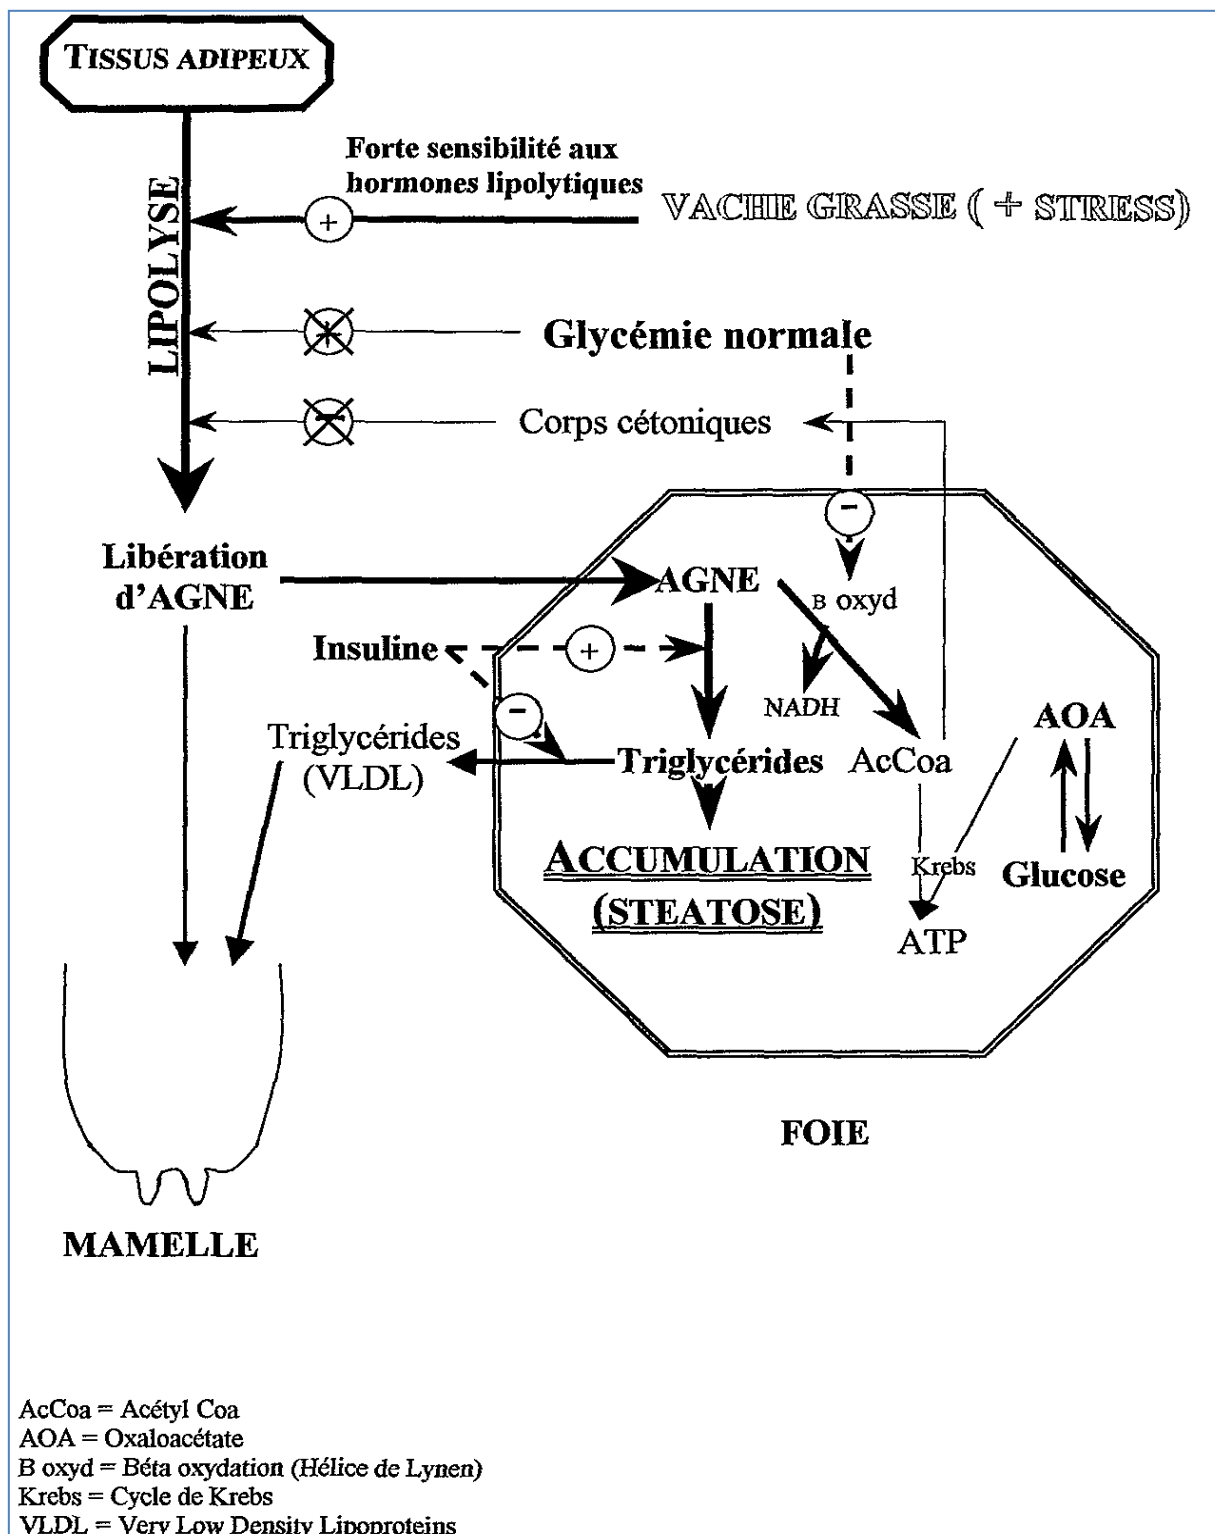 TISSUS ADIPEUX
Forte sensibilité aux
hormones lipolytiques
VACHE GRASSE ( + STRESS)
+
LIPOLYSE
+
Glycémie normale
-
Corps cétoniques
-
Libération
d'AGNE
AGNE
B oxyd
Insuline
+
NADH
-
AOA
Triglycérides
(VLDL)
Triglycérides
AcCoa
ACCUMULATION
(STEATOSE)
Krebs
Glucose
ATP
FOIE
MAMELLE
AcCoa = Acétyl Coa
AOA = Oxaloacétate
B oxyd = Béta oxydation (Hélice de Lynen)
Krebs = Cycle de Krebs
VLDL = Very Low Density Lipoproteins